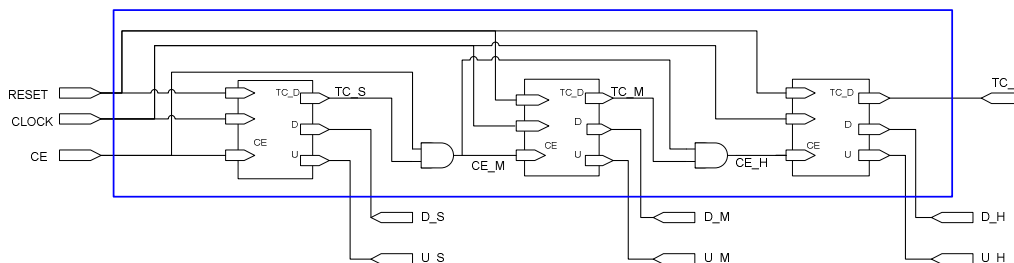 RESET
CLOCK
CE
TC_D
D
U
CE
TC_S
CE_M
TC_D
D
U
CE
TC_M
CE_H
TC_D
D
U
CE
TC_
D_S
D_M
D_H
U_S
U_M
U_H